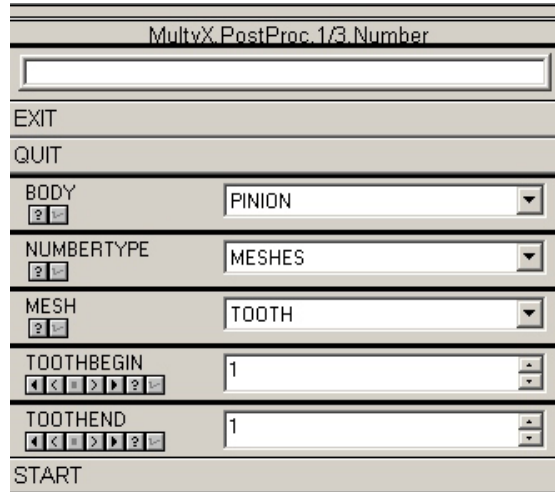 MultyX.PostProc.1/3.Number
EXIT
QUIT
BODY
PINION
?
NUMBERTYPE
MESHES
?
MESH
TOOTH
?
TOOTHBEGIN
1
?
TOOTHEND
1
?
START